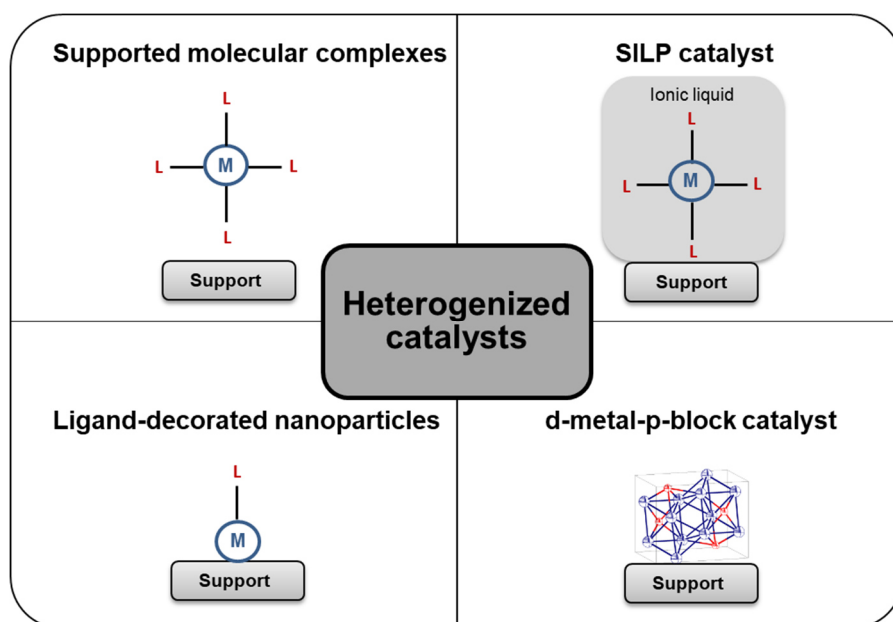 Supported molecular complexes
L
L
M
L
L
Support
SILP catalyst
Ionic liquid
L
L
M
L
L
Support
Heterogenized
catalysts
Ligand-decorated nanoparticles
L
M
Support
d-metal-p-block catalyst
Support